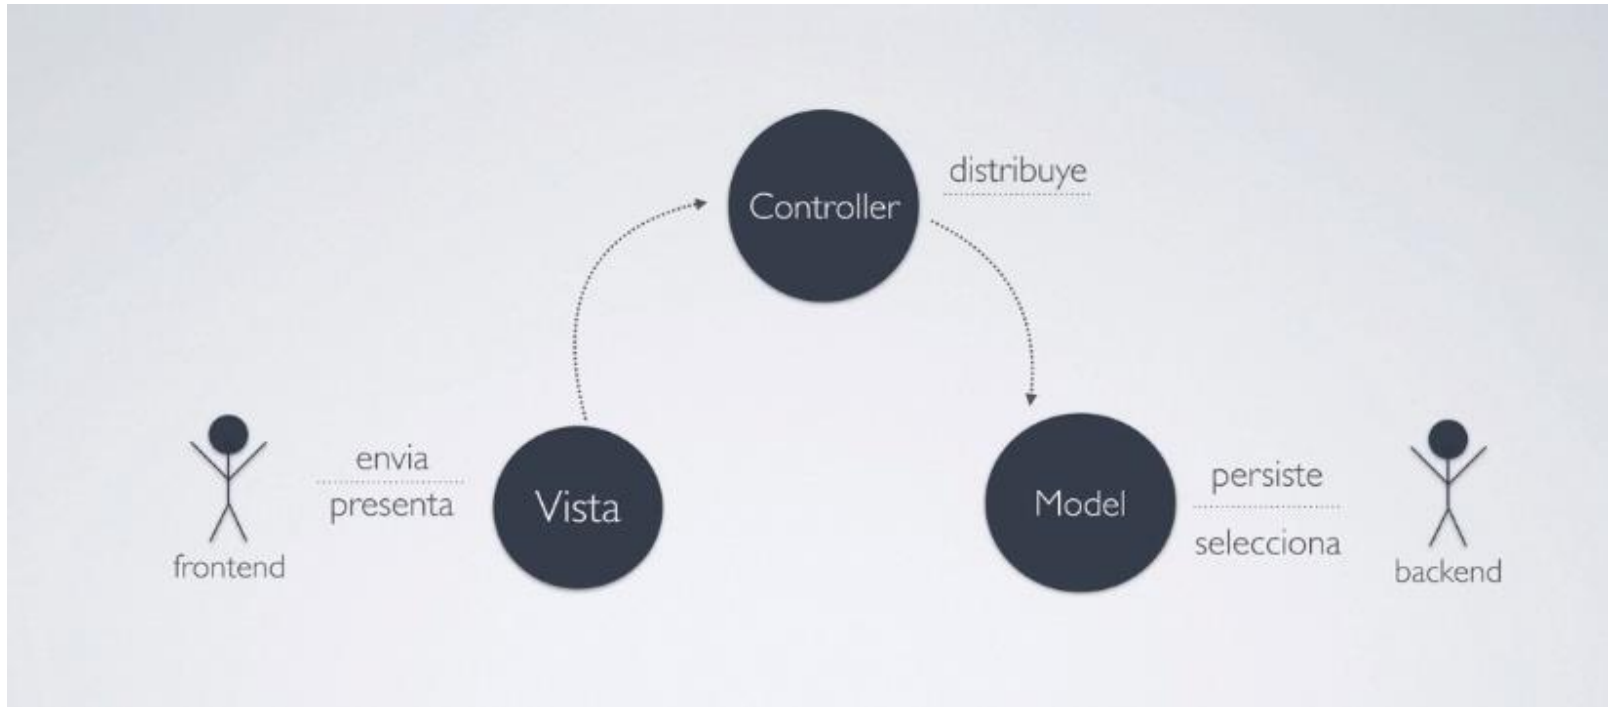 Controller
distribuye
envia
presenta
Vista
Model
persiste
selecciona
frontend
backend